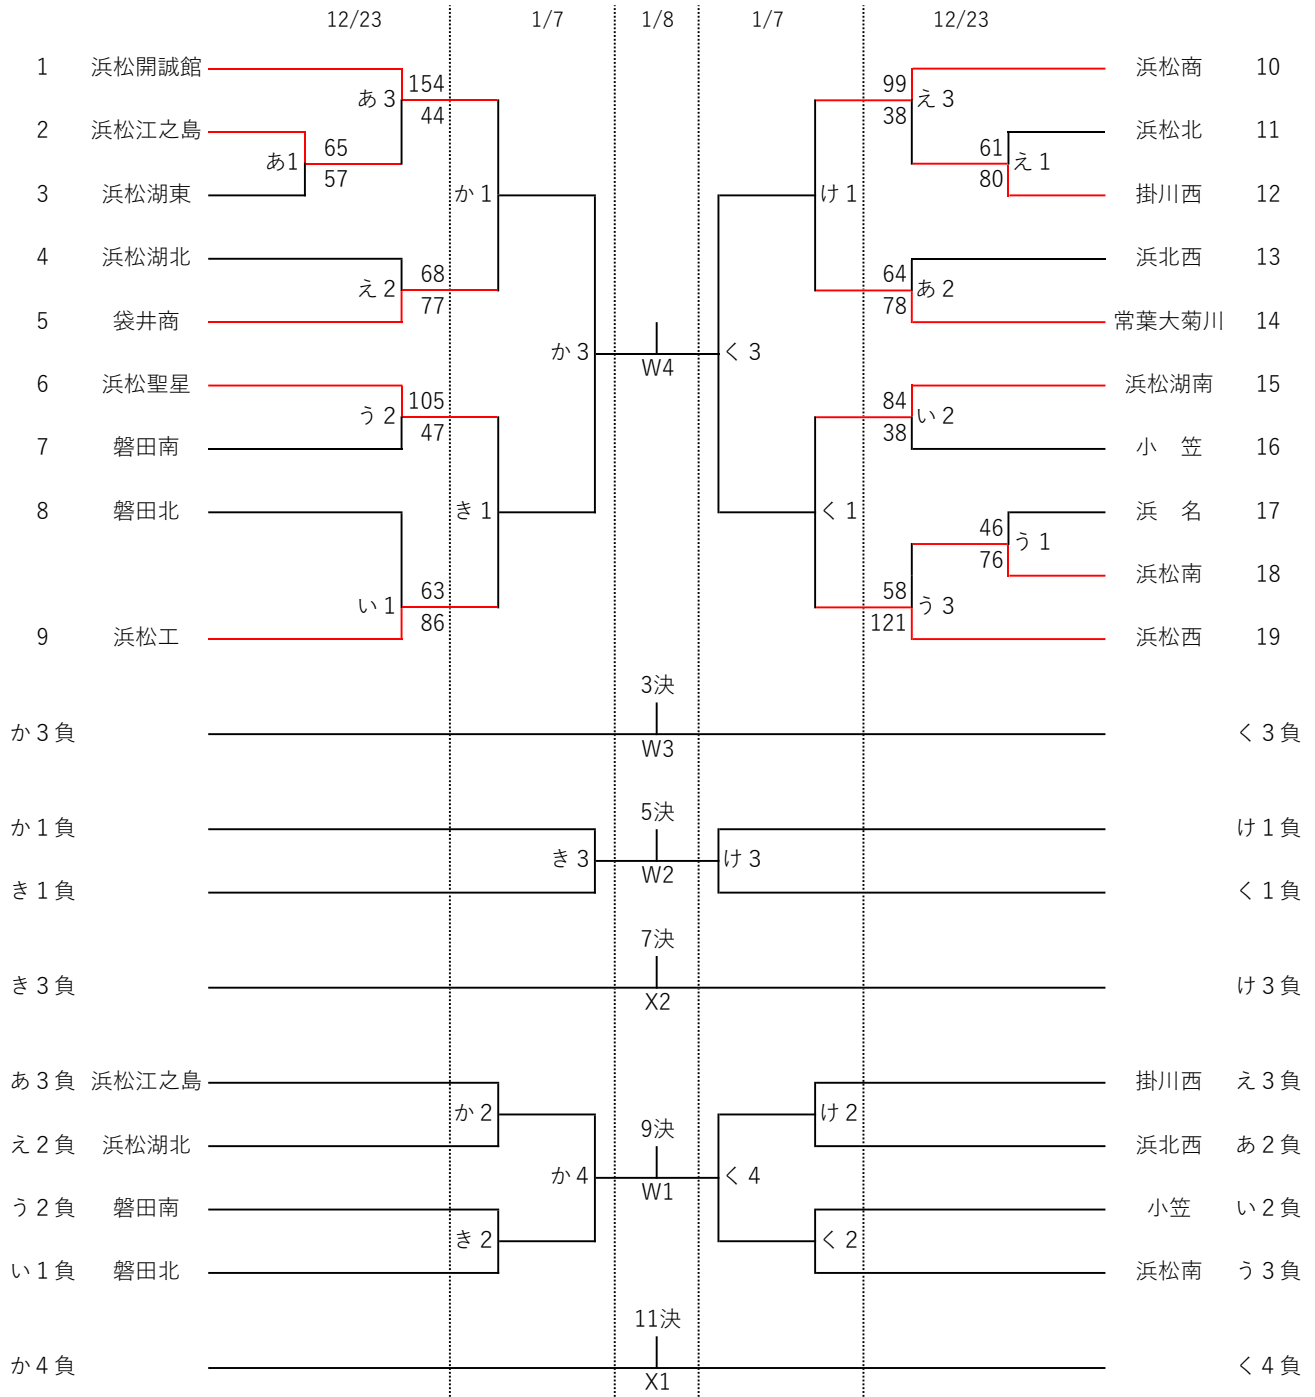 12/23 1/7 1/8 1/7 12/23
1 浜松開誠館 浜松商 10
154 99
あ3 え3
44 38
2 浜松江之島 浜松北 11
65 61
あ1 え1
57 80
3 浜松湖東 か1 け1 掛川西 12
4 浜松湖北 浜北西 13
68 64
え2 あ2
77 78
5 袋井商 常葉大菊川 14
か3 く3
W4
6 浜松聖星 浜松湖南 15
105 84
う2 い2
47 38
7 磐田南 小 笠 16
8 磐田北 き1 く1 浜 名 17
46
う1
76
浜松南 18
63 58
い1 う3
86 121
9 浜松工 浜松西 19
3決
か3負 く3負
W3
5決
か1負 け1負
き3 け3
W2
き1負 く1負
7決
き3負 け3負
X2
あ3負 浜松江之島 掛川西 え3負
か2 け2
9決
え2負 浜松湖北 浜北西 あ2負
か4 く4
W1
う2負 磐田南 小笠 い2負
き2 く2
い1負 磐田北 浜松南 う3負
11決
か4負 く4負
X1